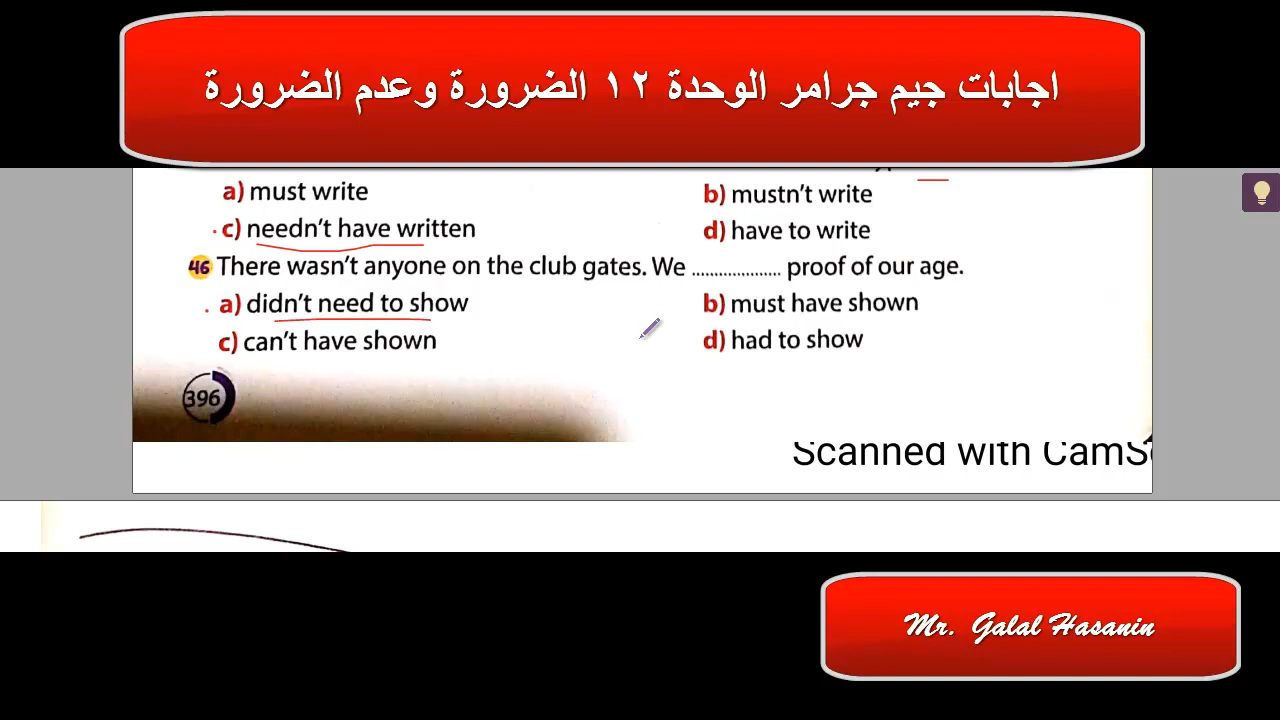 اجابات جيم جرامر الوحدة ١٢ الضرورة وعدم الضرورة
a) must write
b) mustn't write
c) needn't have written
d) have to write
46 There wasn't anyone on the club gates. We .................... proof of our age.
a) didn't need to show
b) must have shown
c) can't have shown
d) had to show
396
Scanned with CamS
Mr. Galal Hasanin